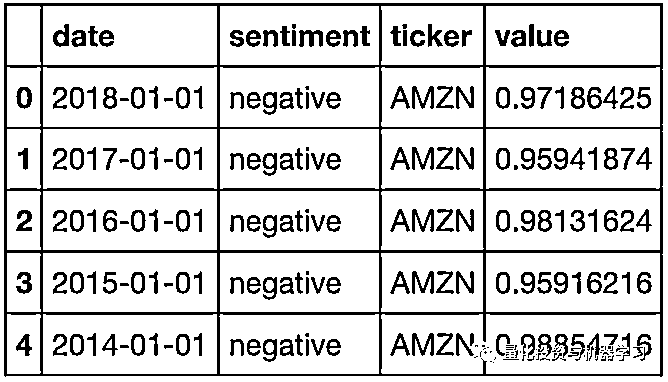 date sentiment ticker value
0 2018-01-01 negative AMZN 0.97186425
1 2017-01-01 negative AMZN 0.95941874
2 2016-01-01 negative AMZN 0.98131624
3 2015-01-01 negative AMZN 0.95916216
4 2014-01-01 negative AMZN 0.98854716
量化投资与机器学习